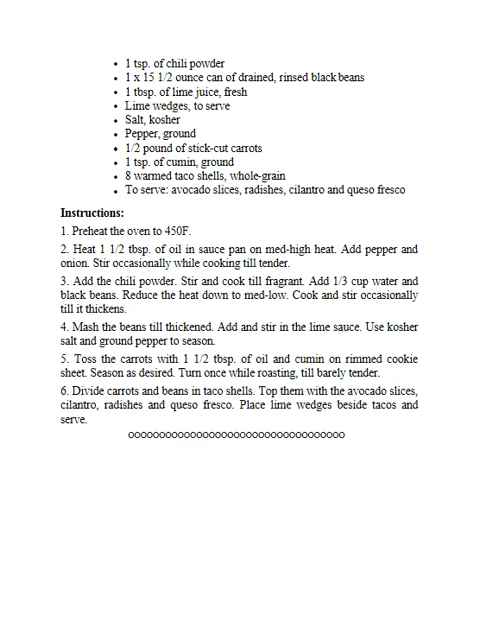 • 1 tsp. of chili powder
• 1 x 15 1/2 ounce can of drained, rinsed black beans
• 1 tbsp. of lime juice, fresh
• Lime wedges, to serve
• Salt, kosher
• Pepper, ground
• 1/2 pound of stick-cut carrots
• 1 tsp. of cumin, ground
• 8 warmed taco shells, whole-grain
• To serve: avocado slices, radishes, cilantro and queso fresco
Instructions:
1. Preheat the oven to 450F.
2. Heat 1 1/2 tbsp. of oil in sauce pan on med-high heat. Add pepper and
onion. Stir occasionally while cooking till tender.
3. Add the chili powder. Stir and cook till fragrant. Add 1/3 cup water and
black beans. Reduce the heat down to med-low. Cook and stir occasionally
till it thickens.
4. Mash the beans till thickened. Add and stir in the lime sauce. Use kosher
salt and ground pepper to season.
5. Toss the carrots with 1 1/2 tbsp. of oil and cumin on rimmed cookie
sheet. Season as desired. Turn once while roasting, till barely tender.
6. Divide carrots and beans in taco shells. Top them with the avocado slices,
cilantro, radishes and queso fresco. Place lime wedges beside tacos and
serve.
ooooooooooooooooooooooooooooooooooo